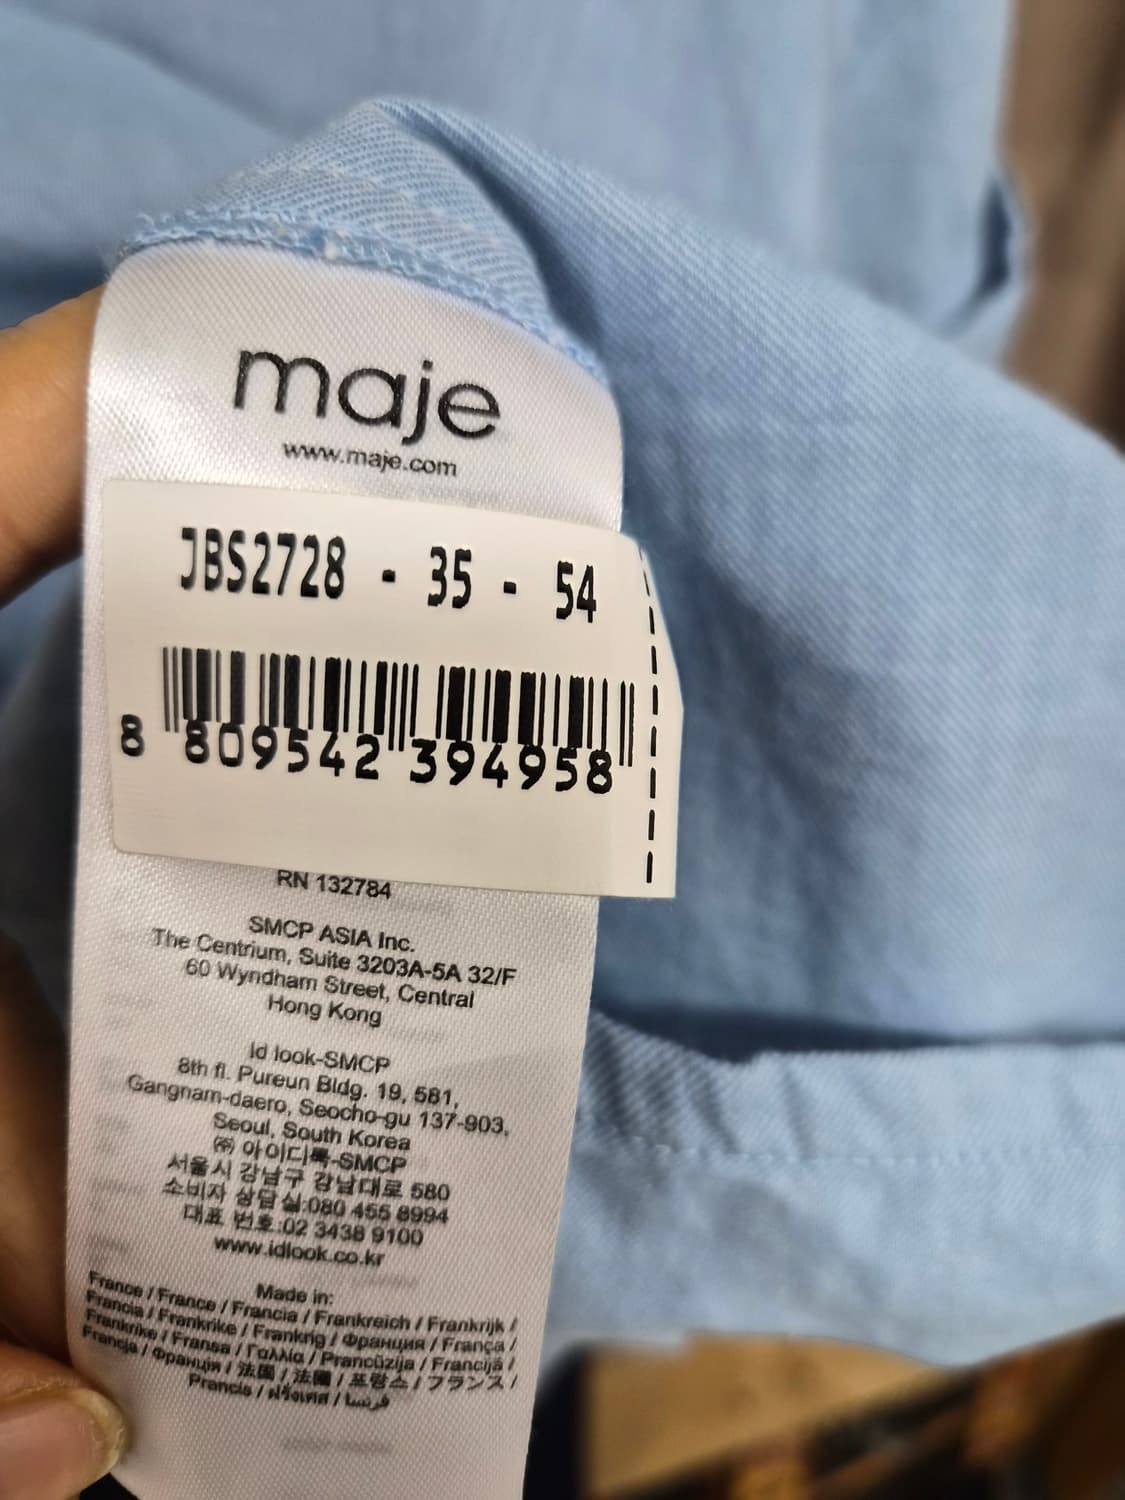 maje
www.maje.com
JBS2728 - 35 - 54
8 809542 394958
RN 132784
SMCP ASIA Inc.
The Centrium, Suite 3203A-5A 32/F
60 Wyndham Street, Central
Hong Kong
Id look-SMCP
8th fl. Pureun Bldg. 19, 581,
Gangnam-daero, Seocho-gu 137-903,
Seoul, South Korea
㈜ 아이디룩-SMCP
서울시 강남구 강남대로 580
소비자 상담실:080 455 8994
대표 번호:02 3438 9100
www.idlook.co.kr
Made in:
France / France / Francia / Frankreich / Frankrijk /
Francia / Frankrike / Frankrig / Франция / França /
Frankrike / Fransa / Γαλλία / Prancūzija / Francijā /
Francja / Франція / 法国 / 法國 / 프랑스 / フランス /
Prancis / ฝรั่งเศส / فرنسا